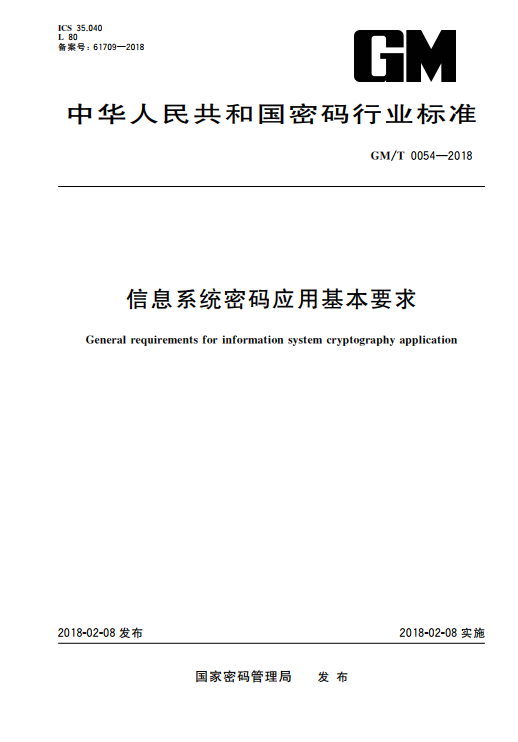 ICS 35.040
L 80
备案号：61709—2018
GM
中华人民共和国密码行业标准
GM/T 0054—2018
信息系统密码应用基本要求
General requirements for information system cryptography application
2018-02-08 发布
2018-02-08 实施
国家密码管理局 发布